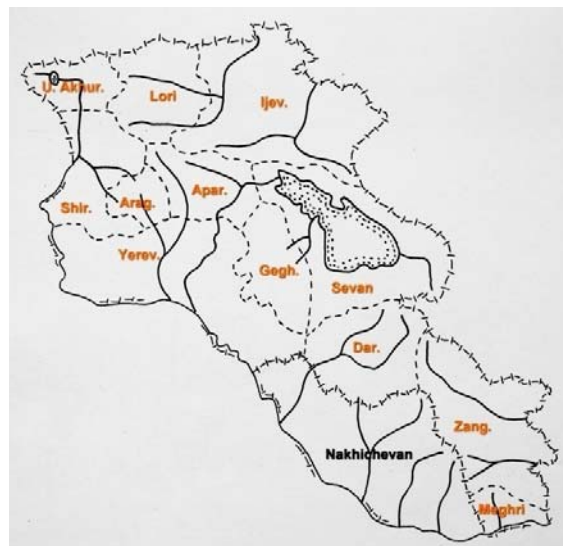 U. Akhur.
Lori
Ijev.
Shir.
Arag.
Apar.
Yerev.
Gegh.
Sevan
Dar.
Zang.
Nakhichevan
Meghri